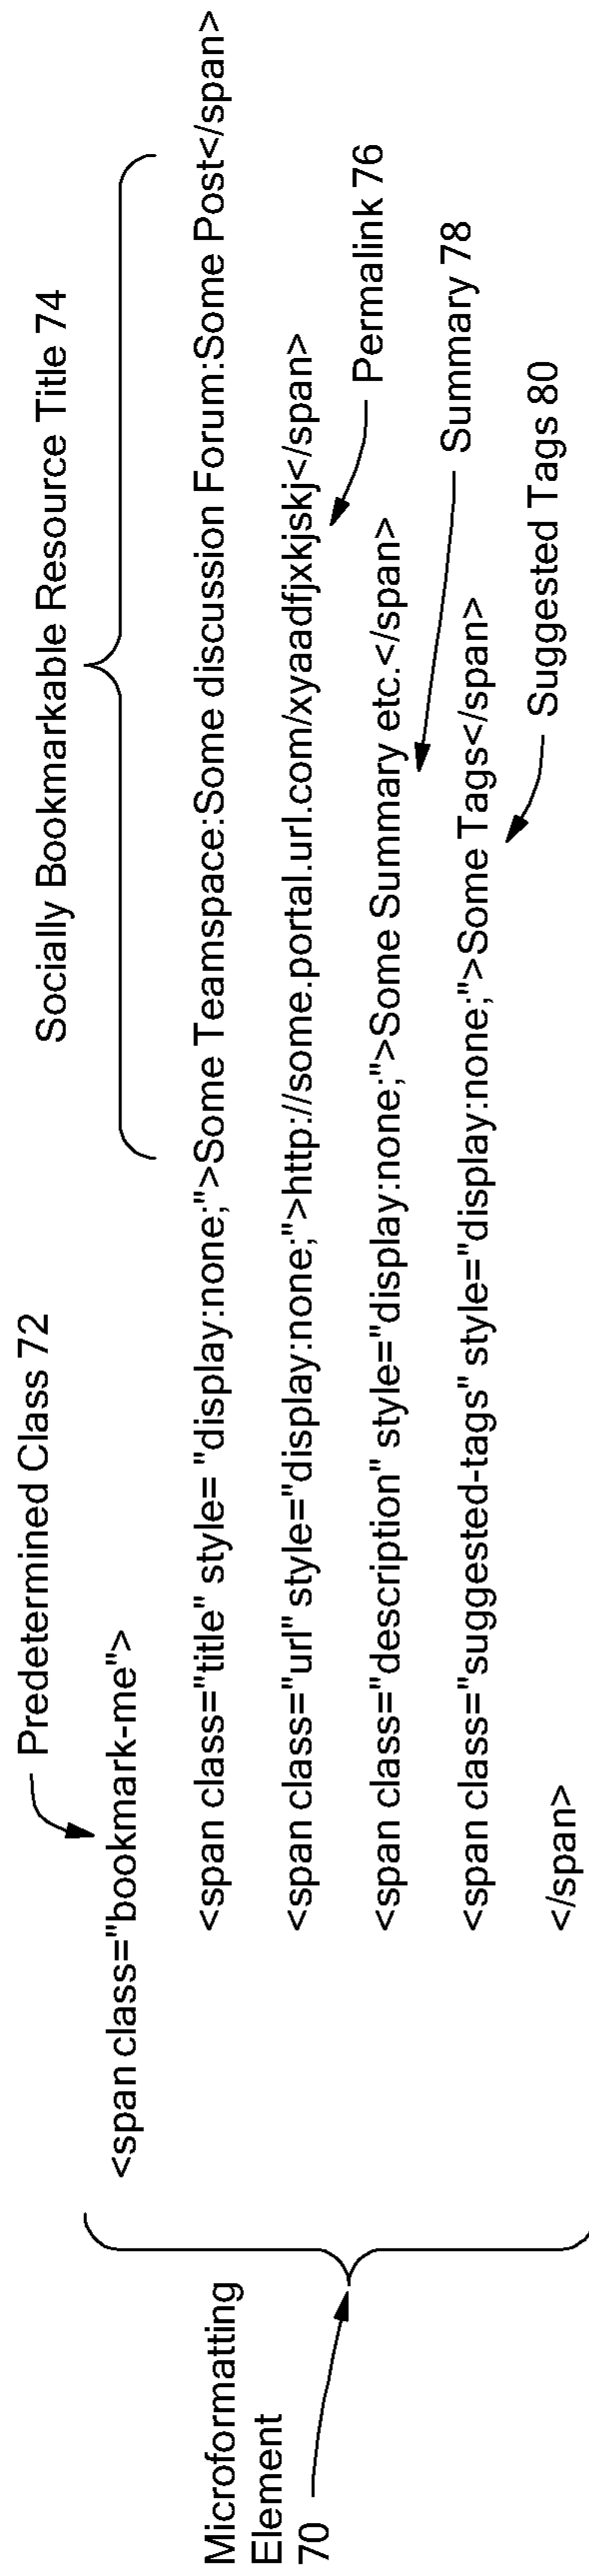 Predetermined Class 72
Socially Bookmarkable Resource Title 74
<span class="bookmark-me">
<span class="title" style= "display:none;">Some Teamspace:Some discussion Forum:Some Post</span>
<span class="url" style="display:none;">http://some.portal.url.com/xyaadfjxkjskj</span>
Permalink 76
<span class="description" style="display:none;">Some Summary etc.</span>
Summary 78
<span class="suggested-tags" style="display:none;">Some Tags</span>
Suggested Tags 80
</span>
Microformatting
Element
70